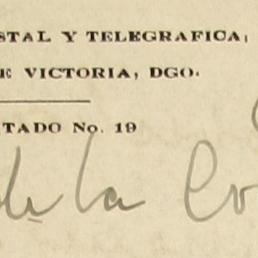 STAL Y TELEGRAFICA,
E VICTORIA, DGO.
TADO No. 19
de la Co